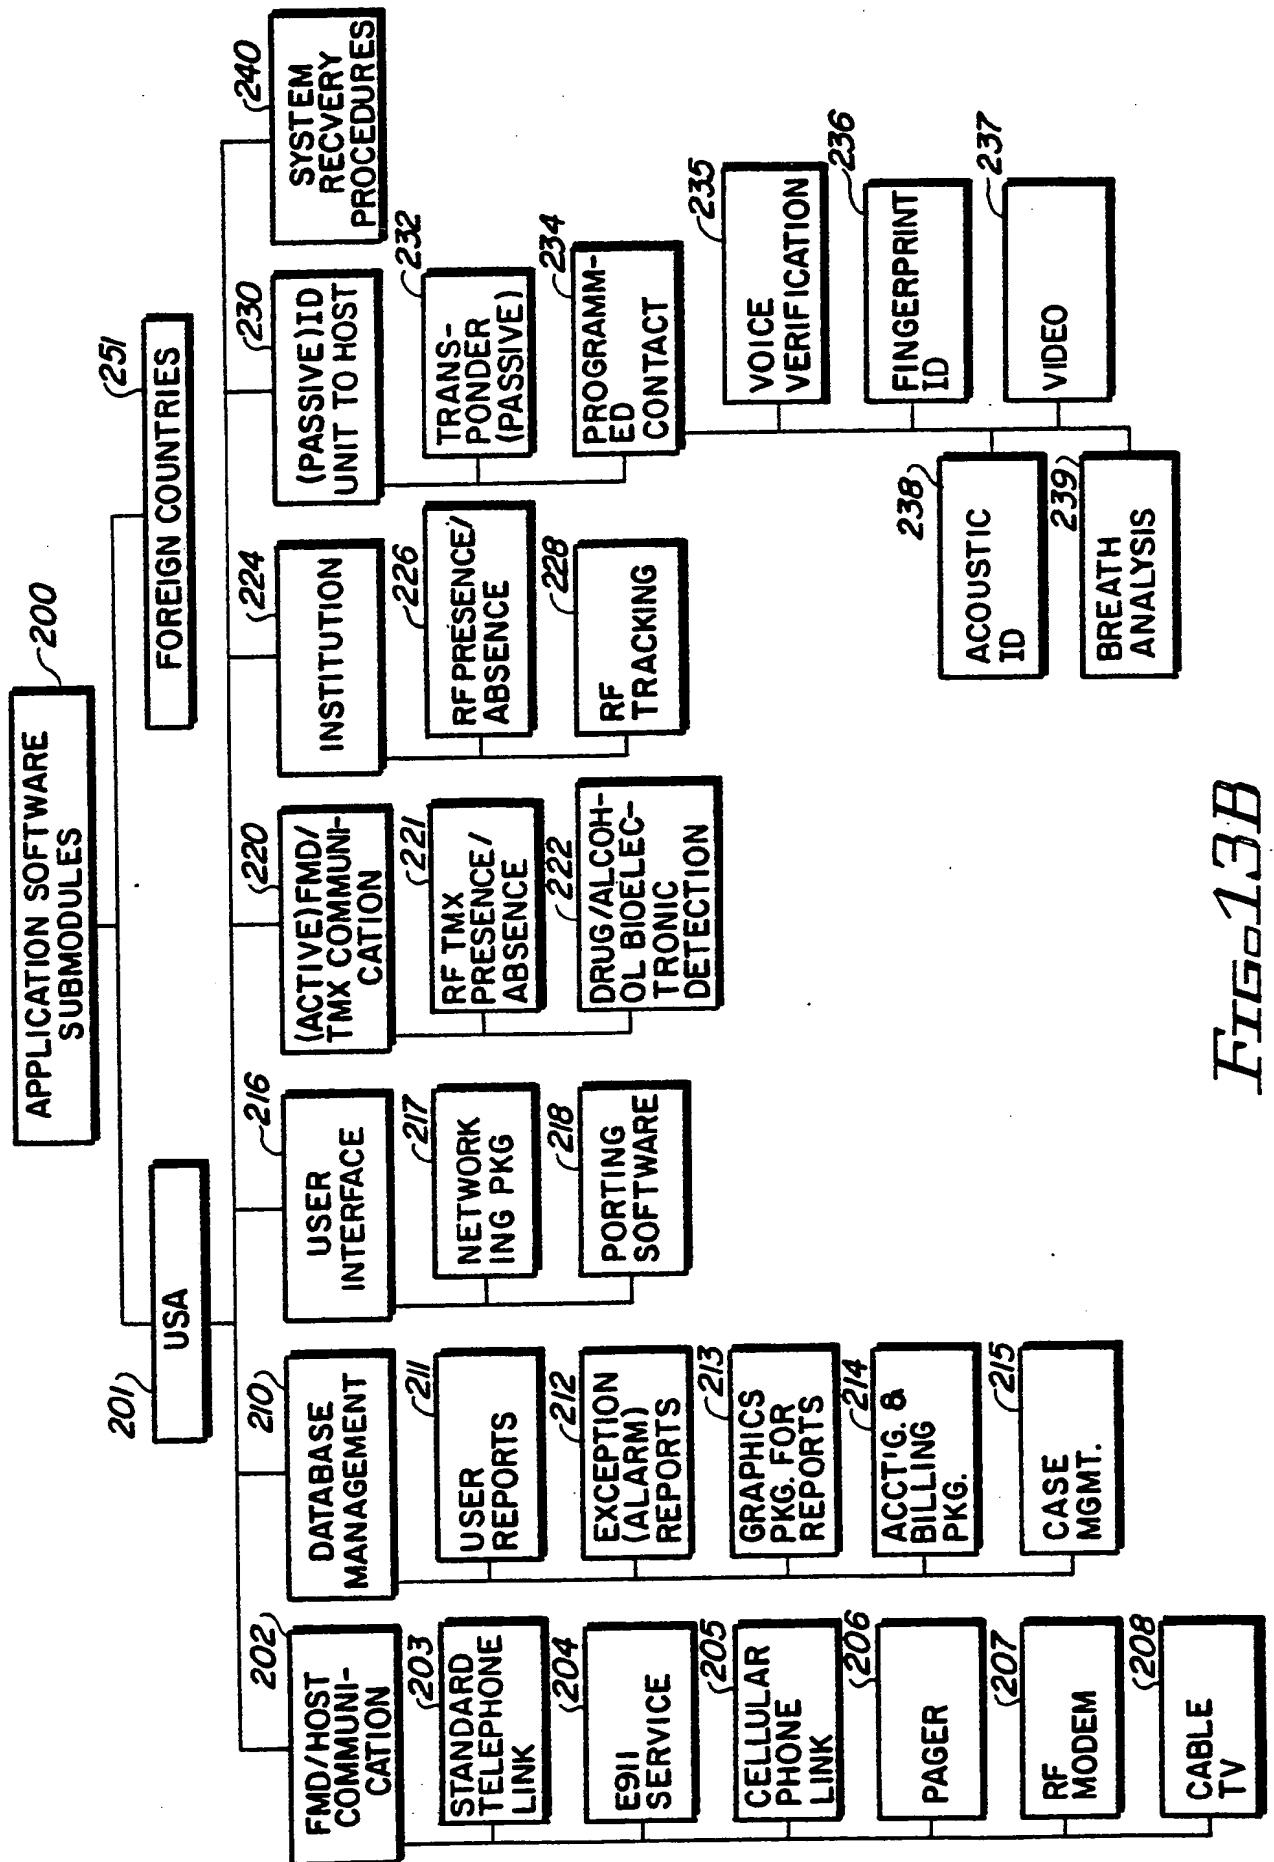 APPLICATION SOFTWARE
SUBMODULES
200
USA
201
FOREIGN COUNTRIES
251
FMD/HOST
COMMUNI-
CATION
202
STANDARD
TELEPHONE
LINK
203
E911
SERVICE
204
CELLULAR
PHONE
LINK
205
PAGER
206
RF
MODEM
207
CABLE
TV
208
DATABASE
MANAGEMENT
210
USER
REPORTS
211
EXCEPTION
(ALARM)
REPORTS
212
GRAPHICS
PKG. FOR
REPORTS
213
ACCT'G. &
BILLING
PKG.
214
CASE
MGMT.
215
USER
INTERFACE
216
NETWORK
ING PKG
217
PORTING
SOFTWARE
218
(ACTIVE)FMD/
TMX COMMUNI-
CATION
220
RF TMX
PRESENCE/
ABSENCE
221
DRUG/ALCOH-
OL BIOELEC-
TRONIC
DETECTION
222
INSTITUTION
224
RF PRESENCE/
ABSENCE
226
RF
TRACKING
228
(PASSIVE)ID
UNIT TO HOST
230
TRANS-
PONDER
(PASSIVE)
232
PROGRAMM-
ED
CONTACT
234
VOICE
VERIFICATION
235
FINGERPRINT
ID
236
VIDEO
237
ACOUSTIC
ID
238
BREATH
ANALYSIS
239
SYSTEM
RECVERY
PROCEDURES
240
FIG. 13B